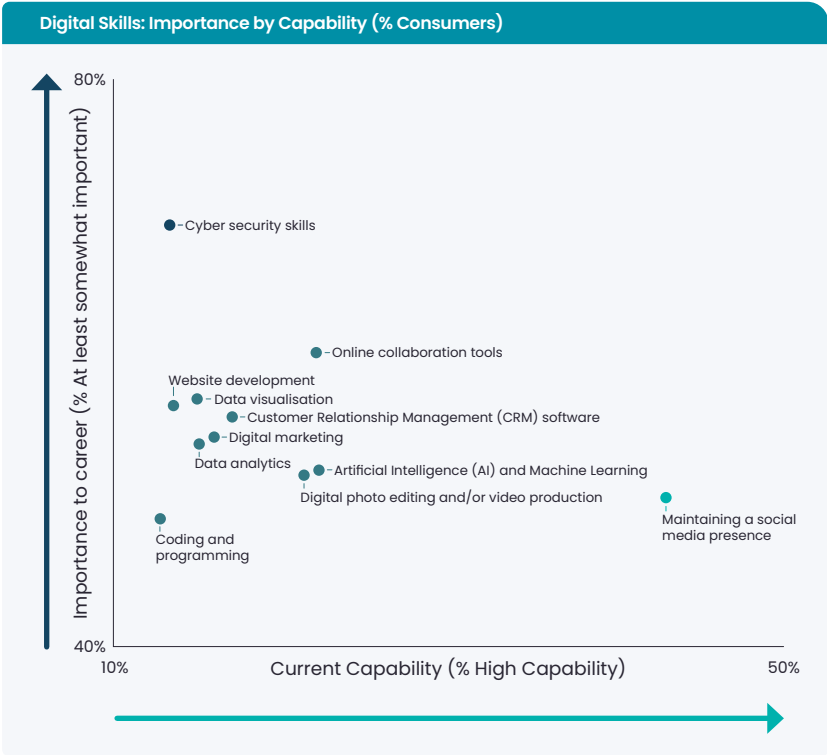 Digital Skills: Importance by Capability (% Consumers)
80%
Importance to career (% At least somewhat important)
Cyber security skills
Online collaboration tools
Website development
Data visualisation
Customer Relationship Management (CRM) software
Digital marketing
Data analytics
Artificial Intelligence (AI) and Machine Learning
Digital photo editing and/or video production
Maintaining a social
media presence
Coding and
programming
40%
10%
Current Capability (% High Capability)
50%